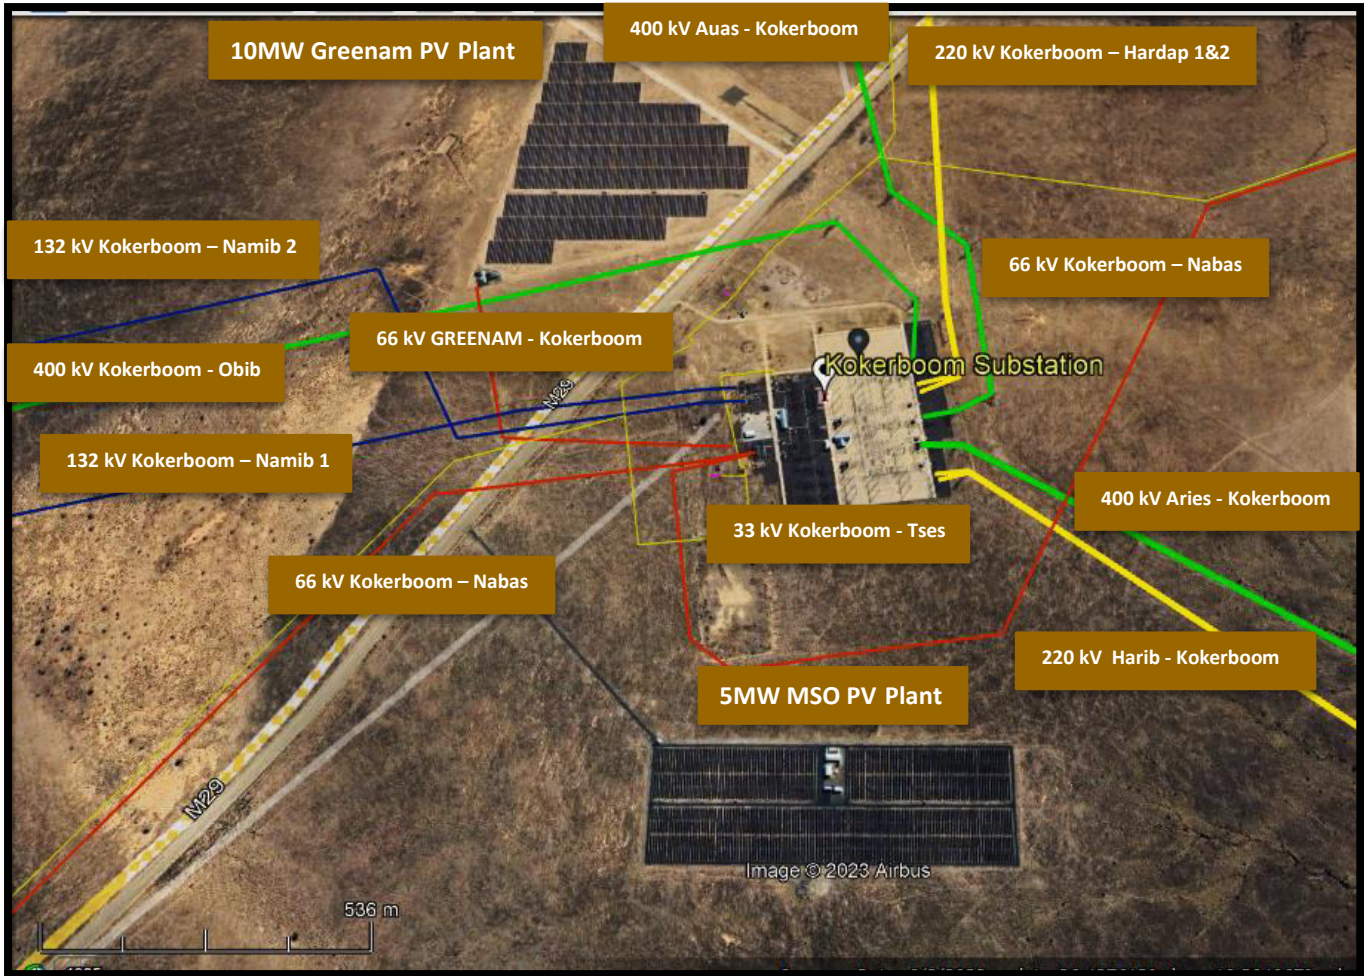 400 kV Auas - Kokerboom
10MW Greenam PV Plant
220 kV Kokerboom – Hardap 1&2
132 kV Kokerboom – Namib 2
66 kV Kokerboom – Nabas
66 kV GREENAM - Kokerboom
400 kV Kokerboom - Obib
Kokerboom Substation
M29
132 kV Kokerboom – Namib 1
400 kV Aries - Kokerboom
33 kV Kokerboom - Tses
66 kV Kokerboom – Nabas
220 kV Harib - Kokerboom
5MW MSO PV Plant
M29
Image © 2023 Airbus
536 m